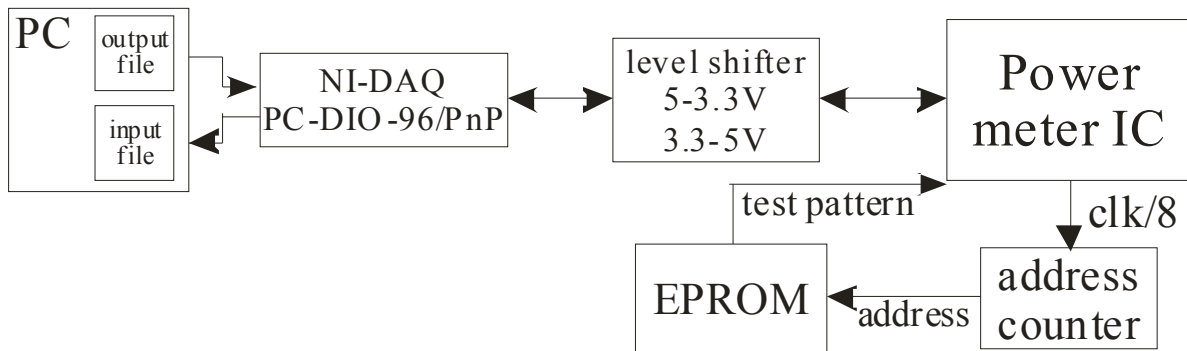 PC
output
file
input
file
NI-DAQ
PC-DIO-96/PnP
level shifter
5-3.3V
3.3-5V
Power
meter IC
test pattern
clk/8
EPROM
address
address
counter